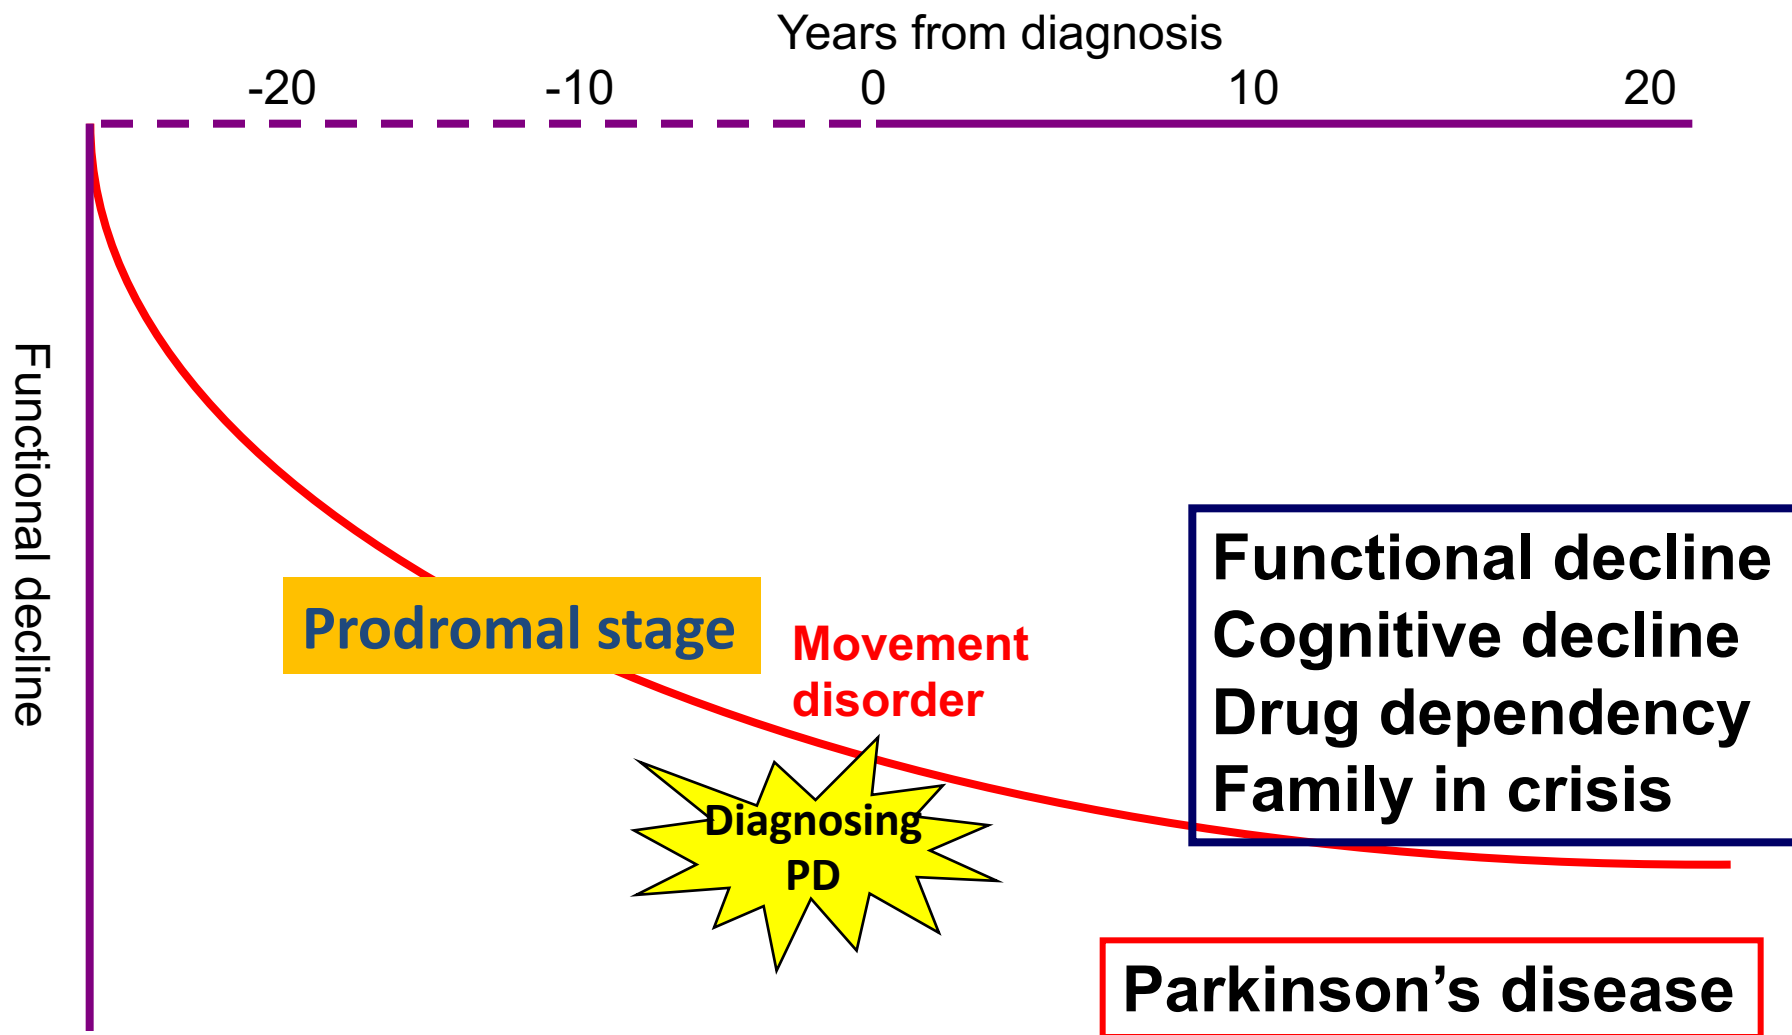 Years from diagnosis
-20 -10 0 10 20
Functional decline
Prodromal stage
Movement
disorder
Diagnosing
PD
Functional decline
Cognitive decline
Drug dependency
Family in crisis
Parkinson’s disease